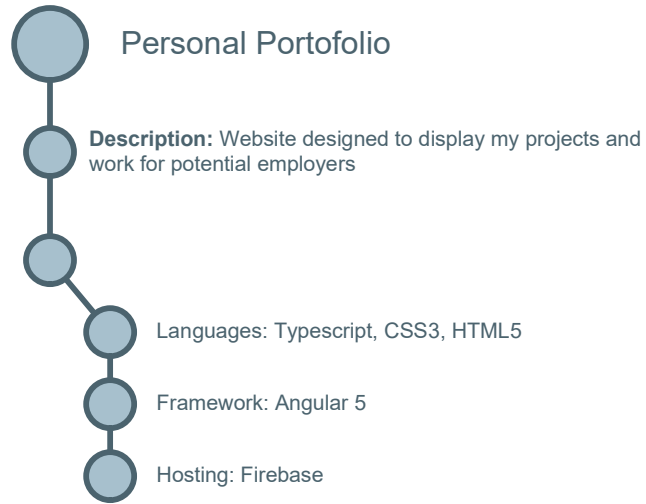 Personal Portofolio
Description: Website designed to display my projects and
work for potential employers
Languages: Typescript, CSS3, HTML5
Framework: Angular 5
Hosting: Firebase